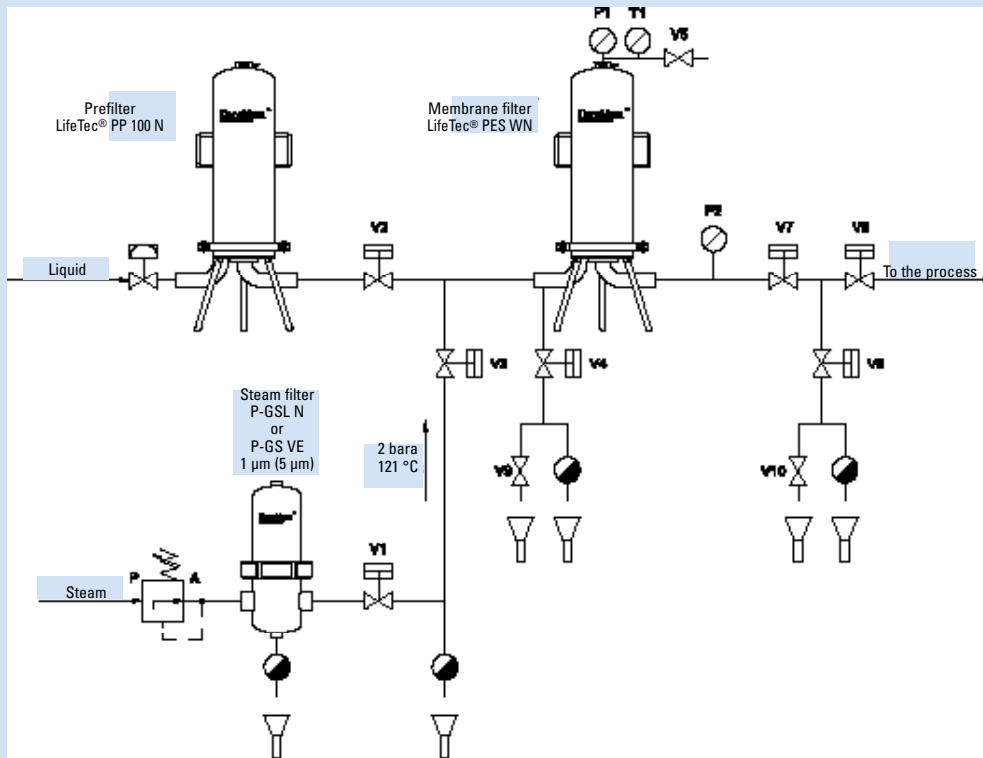 P1 T1
V5
Prefilter
LifeTec® PP 100 N
Membrane filter
LifeTec® PES WN
V2
P2
V7
Liquid
To the process
V3
V4
Steam filter
P-GSL N
or
P-GS VE
1 µm (5 µm)
2 bara
121 °C
V9
V10
V1
P
A
Steam